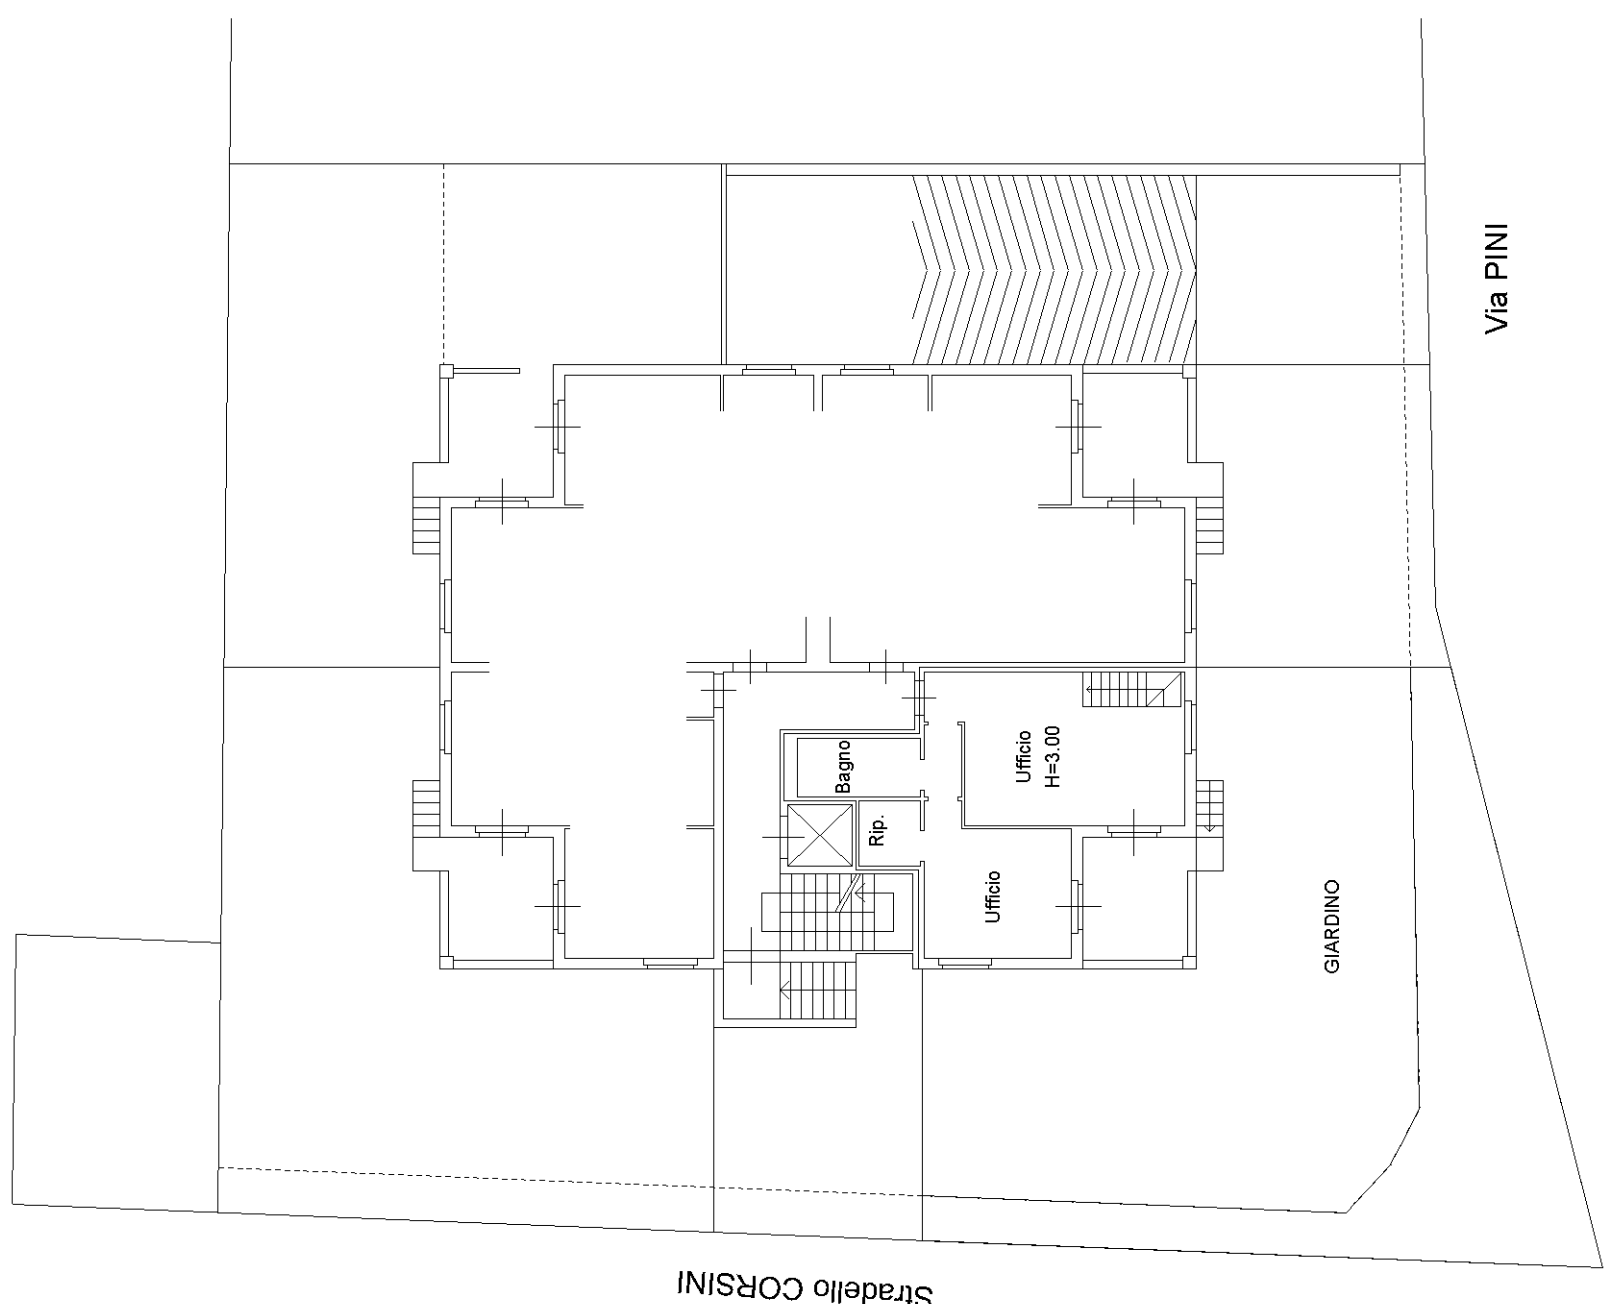 Via PINI
Ufficio
H=3.00
Bagno
Rip.
Ufficio
GIARDINO
Stradello CORSINI